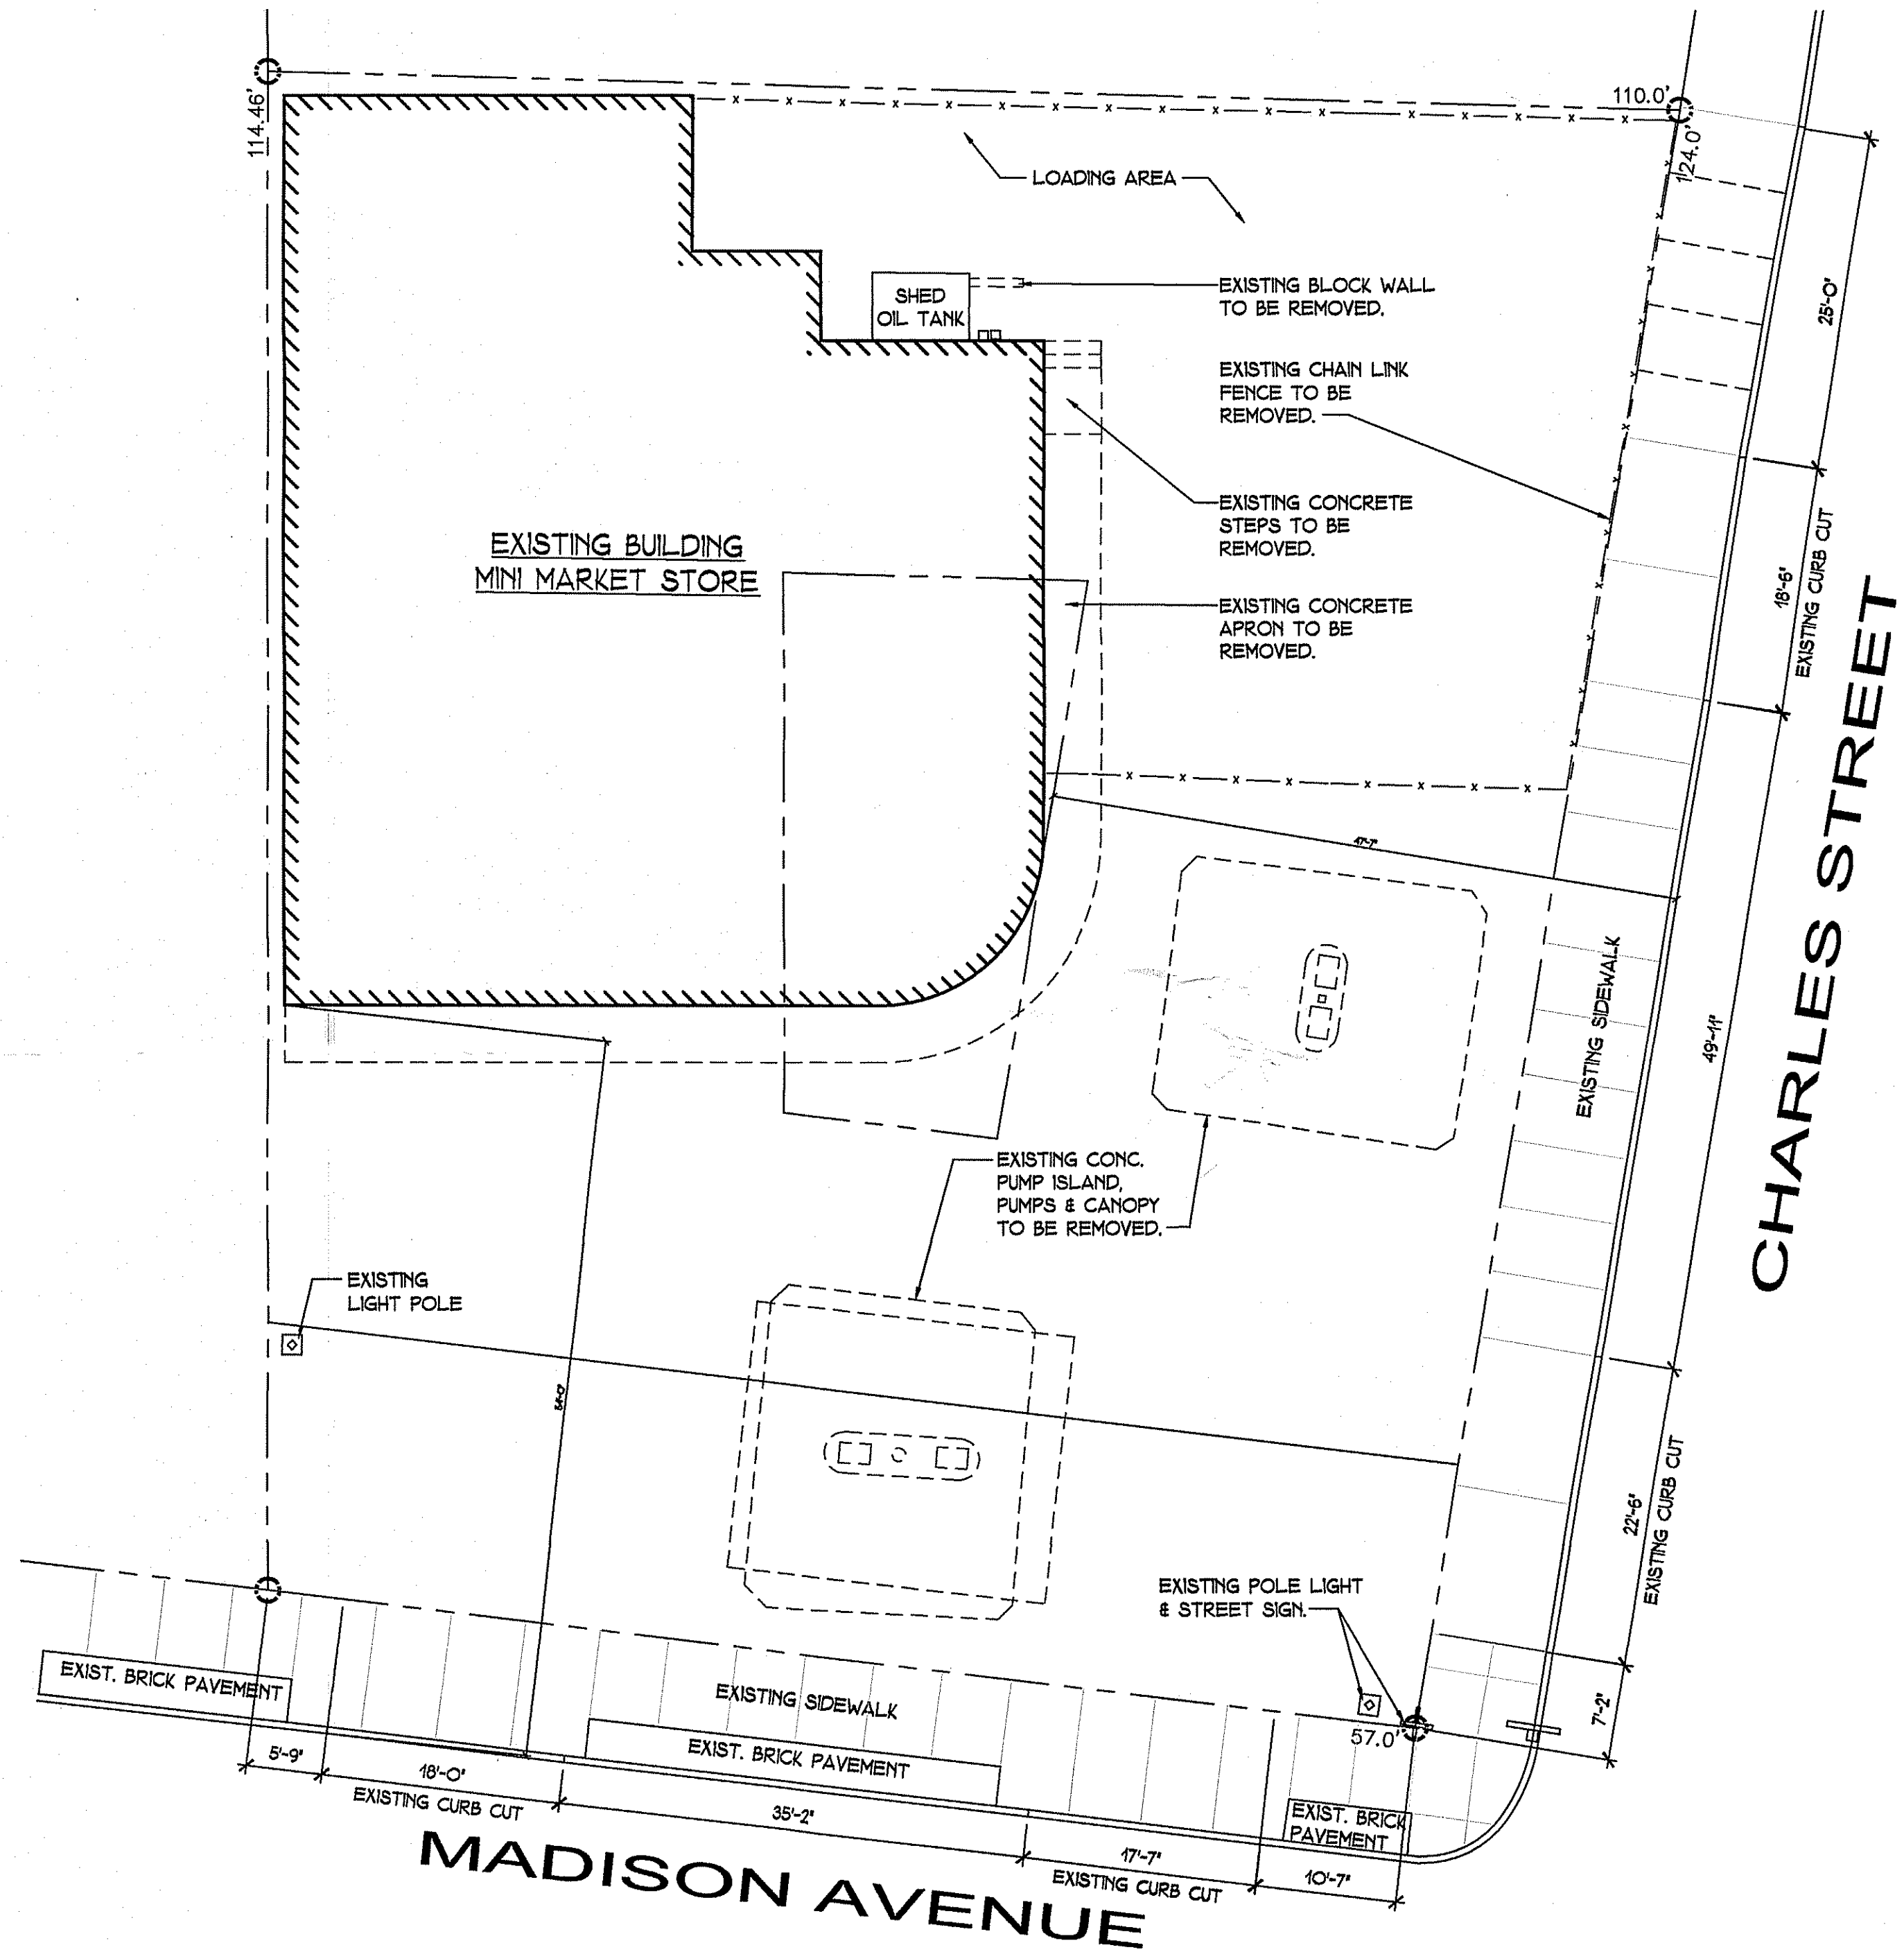 114.46'
110.0'
124.0'
LOADING AREA
25'-0"
SHED
OIL TANK
EXISTING BLOCK WALL
TO BE REMOVED.
EXISTING CHAIN LINK
FENCE TO BE
REMOVED.
EXISTING CONCRETE
STEPS TO BE
REMOVED.
18'-6"
EXISTING CURB CUT
EXISTING BUILDING
MINI MARKET STORE
EXISTING CONCRETE
APRON TO BE
REMOVED.
CHARLES STREET
47'-7"
EXISTING SIDEWALK
49'-11"
EXISTING CONC.
PUMP ISLAND,
PUMPS & CANOPY
TO BE REMOVED.
EXISTING
LIGHT POLE
22'-6"
EXISTING CURB CUT
EXISTING POLE LIGHT
& STREET SIGN.
7'-2"
57.0'
EXIST. BRICK PAVEMENT
EXISTING SIDEWALK
EXIST. BRICK PAVEMENT
EXIST. BRICK
PAVEMENT
5'-9"
18'-0"
EXISTING CURB CUT
35'-2"
17'-7"
EXISTING CURB CUT
10'-7"
MADISON AVENUE